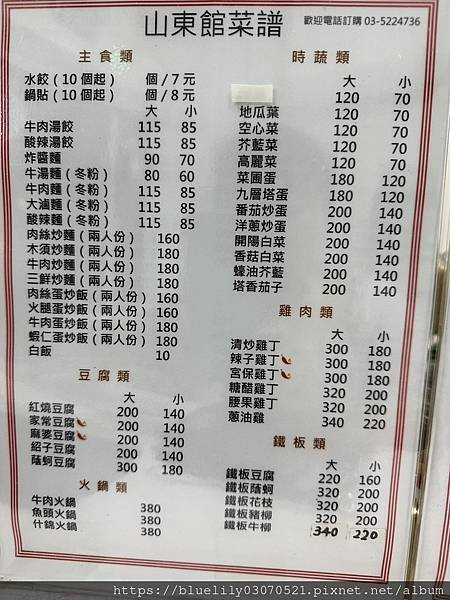 山東館菜譜
歡迎電話訂購 03-5224736
主食類
水餃(10個起) 個/7元
鍋貼(10個起) 個/8元
大 小
牛肉湯餃 115 85
酸辣湯餃 115 85
炸醬麵 90 70
牛湯麵(冬粉) 80 60
牛肉麵(冬粉) 115 85
大滷麵(冬粉) 115 85
酸辣麵(冬粉) 115 85
肉絲炒麵(兩人份) 160
木須炒麵(兩人份) 180
牛肉炒麵(兩人份) 180
三鮮炒麵(兩人份) 180
肉絲蛋炒飯(兩人份) 160
火腿蛋炒飯(兩人份) 160
牛肉蛋炒飯(兩人份) 180
蝦仁蛋炒飯(兩人份) 180
白飯 10
豆腐類
紅燒豆腐 200 140
家常豆腐 200 140
麻婆豆腐 200 140
紹子豆腐 200 140
蔭蚵豆腐 300 180
火鍋類
牛肉火鍋 380
魚頭火鍋 380
什錦火鍋 380
時蔬類
大 小
120 70
地瓜葉 120 70
空心菜 120 70
芥藍菜 120 70
高麗菜 120 70
菜圃蛋 180 120
九層塔蛋 180 120
番茄炒蛋 200 140
洋蔥炒蛋 200 140
開陽白菜 200 140
香菇白菜 200 140
蠔油芥藍 200 140
塔香茄子 200 140
雞肉類
大 小
清炒雞丁 300 180
辣子雞丁 300 180
宮保雞丁 300 180
糖醋雞丁 320 200
腰果雞丁 320 200
蔥油雞 340 220
鐵板類
大 小
鐵板豆腐 220 160
鐵板蔭蚵 320 200
鐵板花枝 320 200
鐵板豬柳 320 200
鐵板牛柳 340 220
https://bluelily03070521.pixnet.net/album